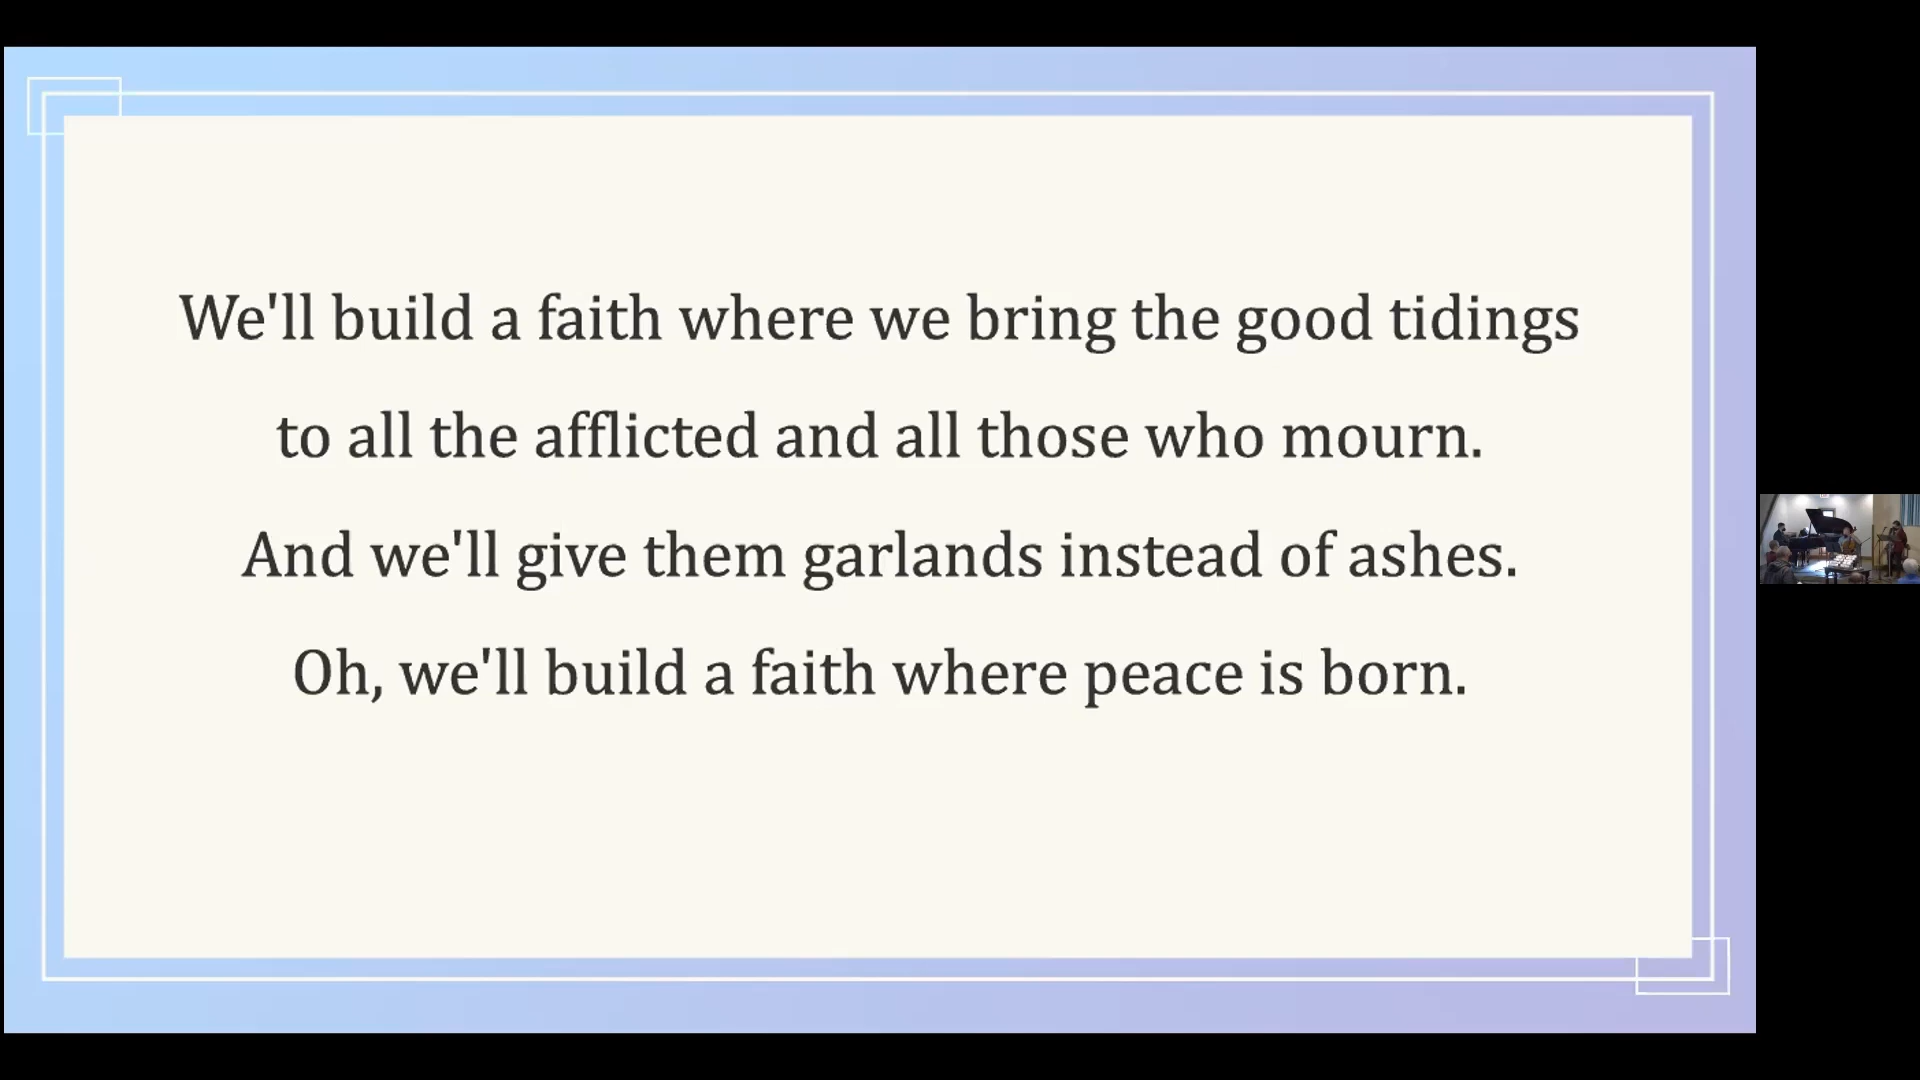 We'll build a faith where we bring the good tidings
to all the afflicted and all those who mourn.
And we'll give them garlands instead of ashes.
Oh, we'll build a faith where peace is born.